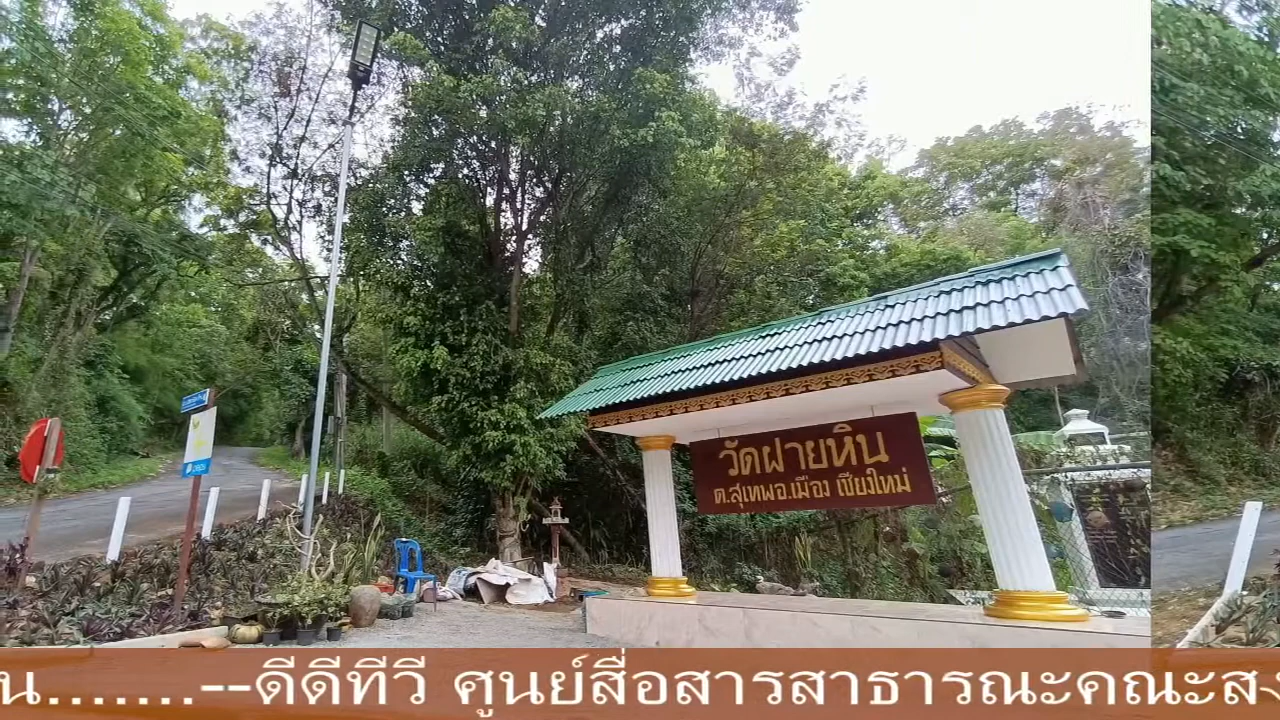 วัดฝายหิน
ต.สุเทพอ.เมือง เชียงใหม่
น.......--ดีดีทีวี ศูนย์สื่อสารสาธารณะคณะสง